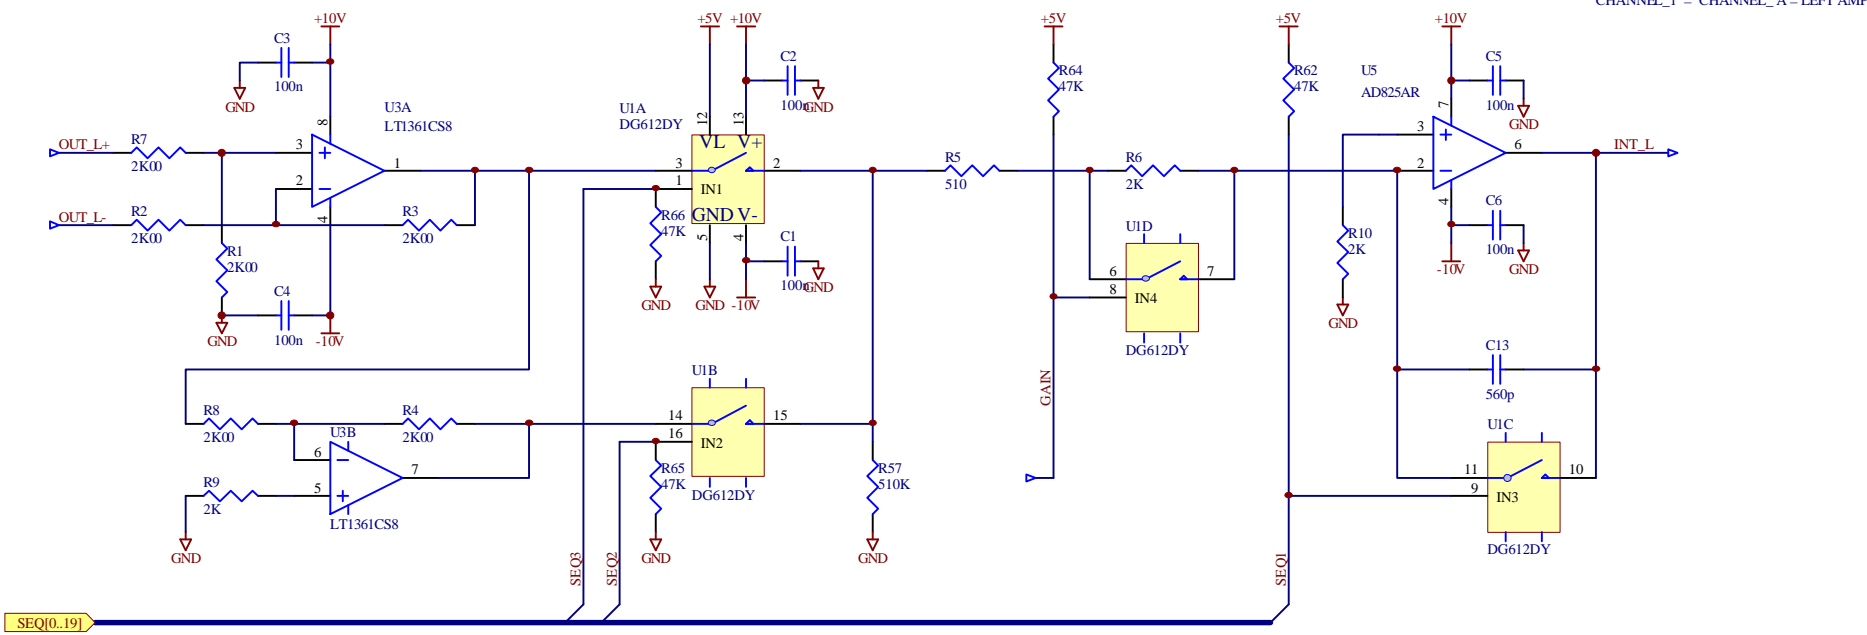 CHANNEL_1 = CHANNEL_ A = LEFT AMP
+10V
+5V +10V
+5V
+5V
+10V
C3
100n
GND
U3A
LT1361CS8
8
3
2
1
4
OUT_L+
R7
2K00
OUT_L-
R2
2K00
R3
2K00
R1
2K00
C4
100n
GND
-10V
U1A
DG612DY
12
13
VL V+
3
2
1
IN1
GND V-
5
4
C2
100n
GND
C1
100n
GND
R66
47K
GND
GND
-10V
R64
47K
R5
510
R6
2K
U1D
6
7
8
IN4
DG612DY
GAIN
R62
47K
U5
AD825AR
7
3
2
6
4
C5
100n
GND
INT_L
C6
100n
GND
-10V
R10
2K
GND
C13
560p
U1C
11
10
9
IN3
DG612DY
R8
2K00
R4
2K00
U3B
6
5
7
LT1361CS8
R9
2K
GND
U1B
14
15
16
IN2
DG612DY
R65
47K
GND
R57
510K
GND
SEQ3
SEQ2
SEQ1
SEQ[0..19]